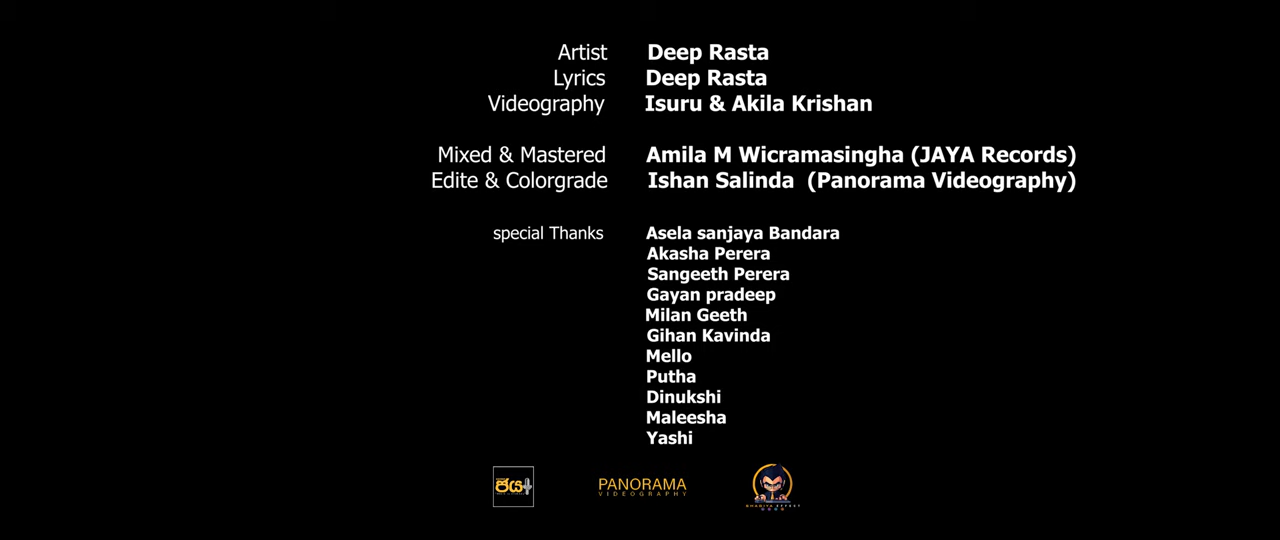 Artist Deep Rasta
Lyrics Deep Rasta
Videography Isuru & Akila Krishan
Mixed & Mastered Amila M Wicramasingha (JAYA Records)
Edite & Colorgrade Ishan Salinda (Panorama Videography)
special Thanks Asela sanjaya Bandara
Akasha Perera
Sangeeth Perera
Gayan pradeep
Milan Geeth
Gihan Kavinda
Mello
Putha
Dinukshi
Maleesha
Yashi
ජය
PANORAMA
VIDEOGRAPHY